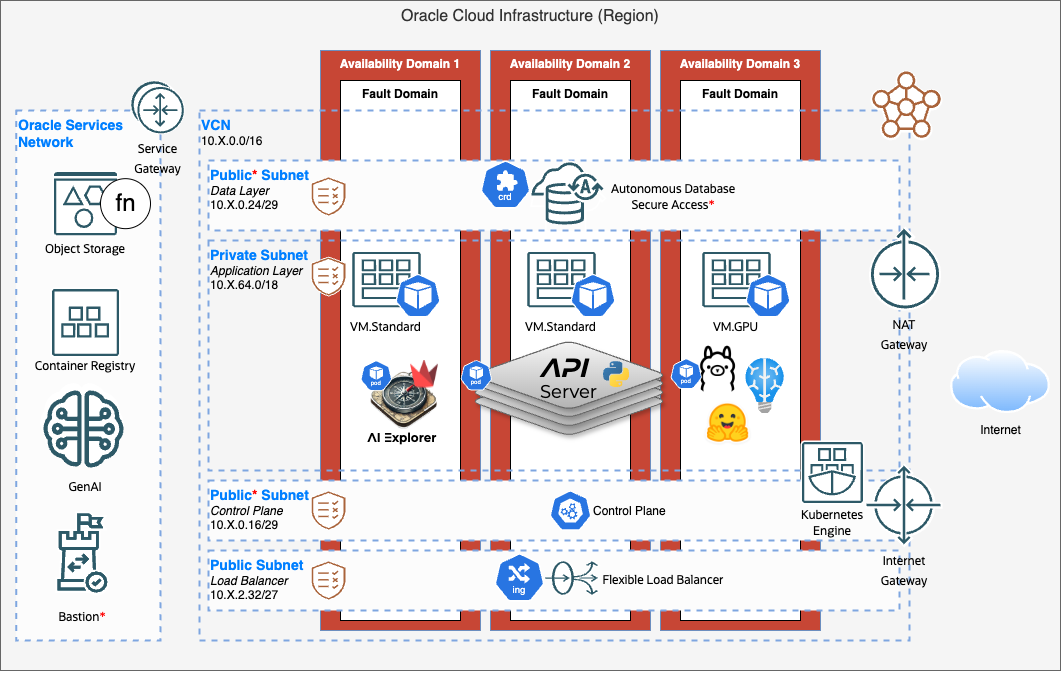 Oracle Cloud Infrastructure (Region)
Availability Domain 1
Availability Domain 2
Availability Domain 3
Fault Domain
Fault Domain
Fault Domain
Oracle Services
Network
Service
Gateway
fn
Object Storage
Container Registry
GenAI
Bastion*
VCN
10.X.0.0/16
Public* Subnet
Data Layer
10.X.0.24/29
crd
A
Autonomous Database
Secure Access*
Private Subnet
Application Layer
10.X.64.0/18
VM.Standard
VM.Standard
VM.GPU
pod
AI Explorer
pod
API
Server
pod
NAT
Gateway
Internet
Public* Subnet
Control Plane
10.X.0.16/29
Control Plane
Kubernetes
Engine
Internet
Gateway
Public Subnet
Load Balancer
10.X.2.32/27
ing
Flexible Load Balancer